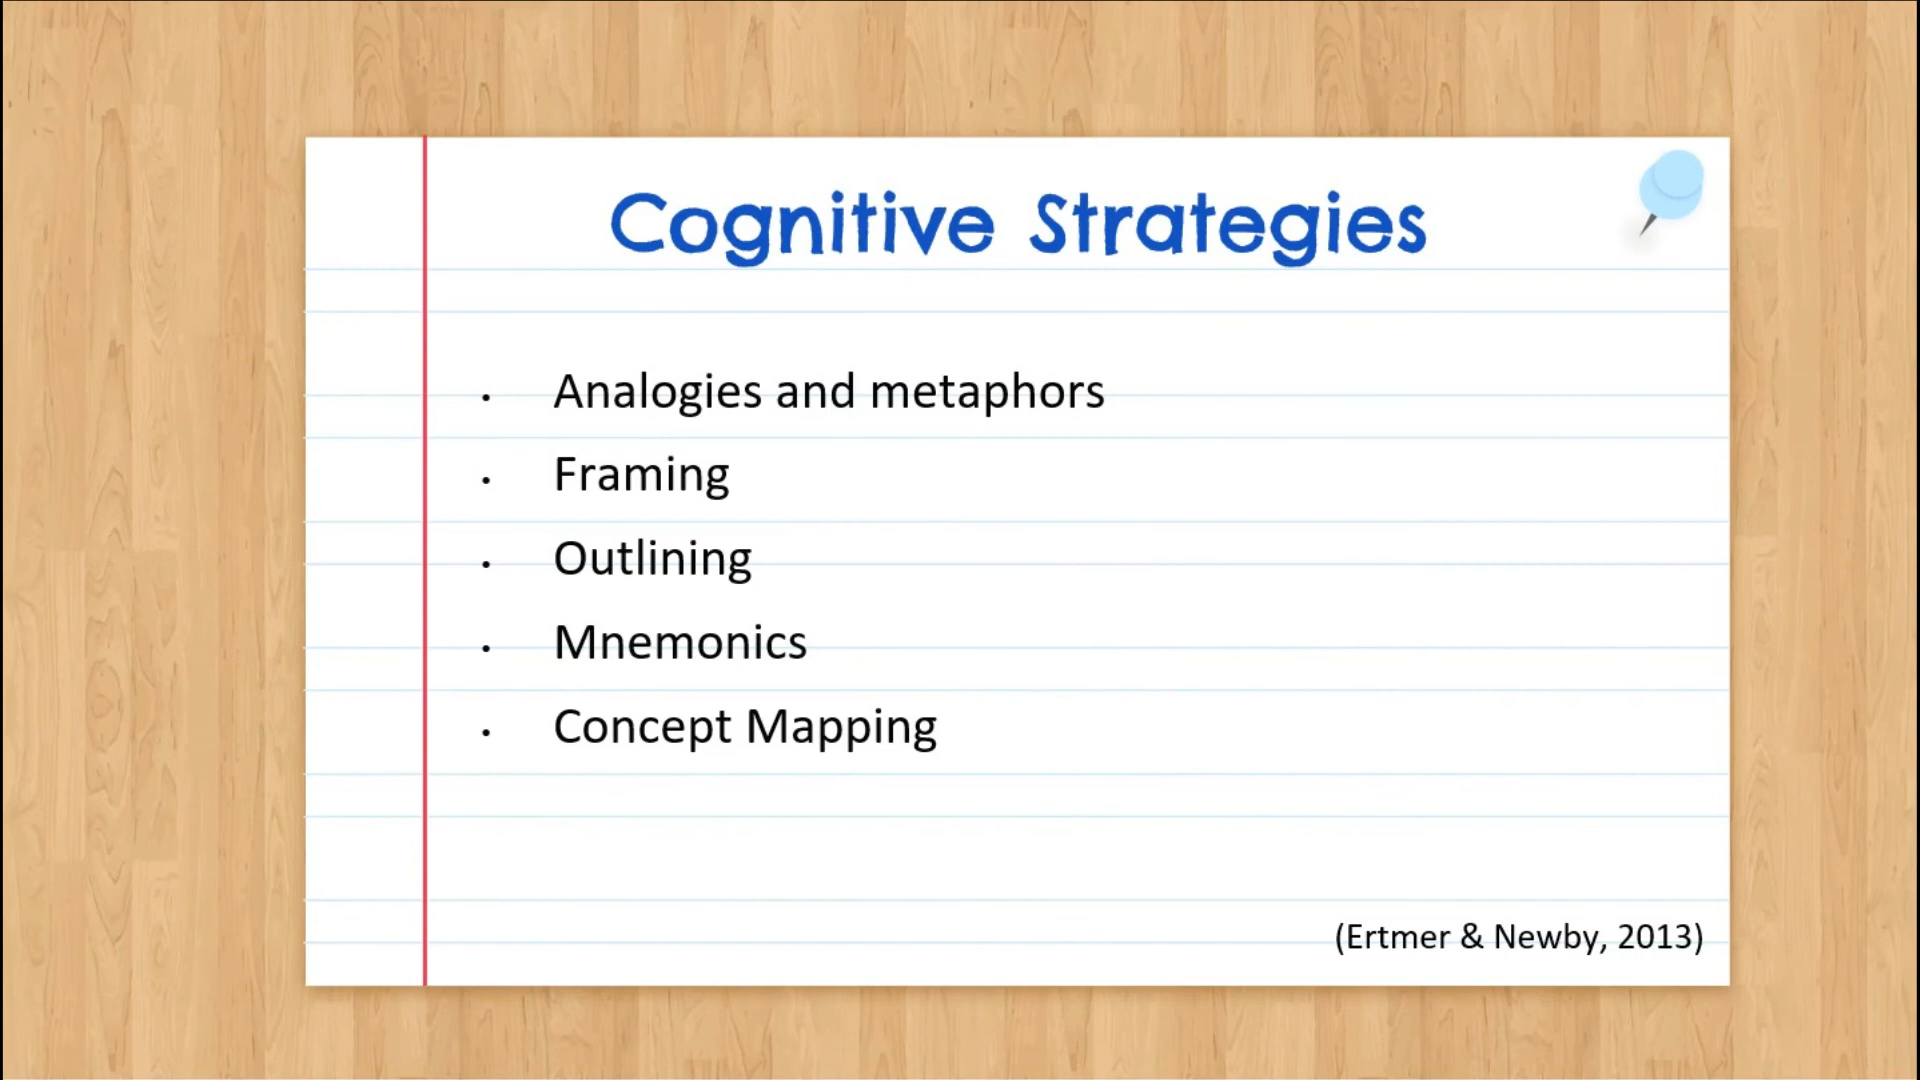 Cognitive Strategies
• Analogies and metaphors
• Framing
• Outlining
• Mnemonics
• Concept Mapping
(Ertmer & Newby, 2013)